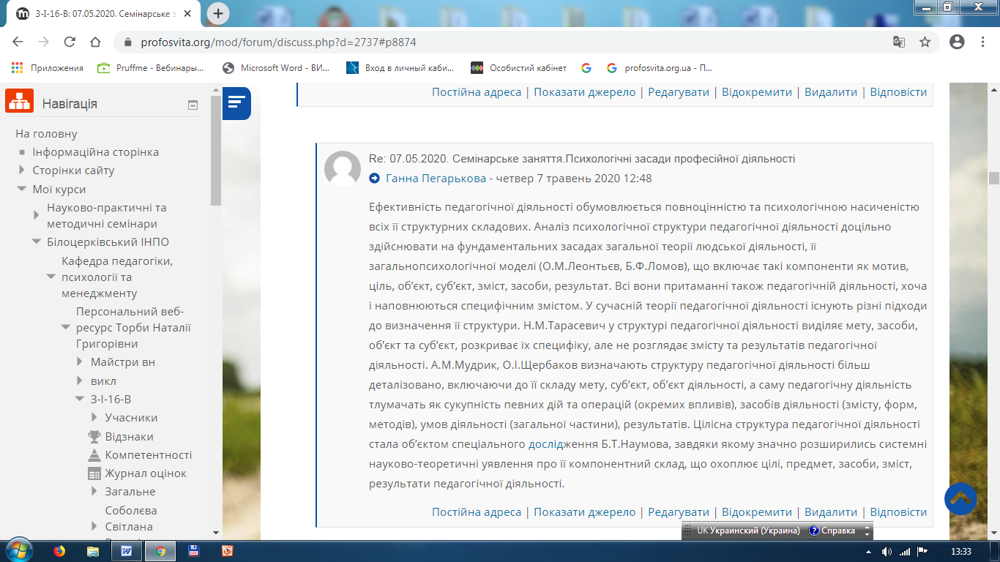 З-І-16-В: 07.05.2020. Семінарське з
profosvita.org/mod/forum/discuss.php?d=2737#p8874
Приложения
Pruffme - Вебинары...
Microsoft Word - ВИ...
Вход в личный каби...
Особистий кабінет
profosvita.org.ua - П...
Навігація
На головну
Інформаційна сторінка
Сторінки сайту
Мої курси
Науково-практичні та
методичні семінари
Білоцерківський ІНПО
Кафедра педагогіки,
психології та
менеджменту
Персональний веб-
ресурс Торби Наталії
Григорівни
Майстри вн
викл
З-І-16-В
Учасники
Відзнаки
Компетентності
Журнал оцінок
Загальне
Соболєва
Світлана
Постійна адреса | Показати джерело | Редагувати | Відокремити | Видалити | Відповісти
Re: 07.05.2020. Семінарське заняття.Психологічні засади професійної діяльності
Ганна Пегарькова - четвер 7 травень 2020 12:48
Ефективність педагогічної діяльності обумовлюється повноцінністю та психологічною насиченістю
всіх її структурних складових. Аналіз психологічної структури педагогічної діяльності доцільно
здійснювати на фундаментальних засадах загальної теорії людської діяльності, її
загальнопсихологічної моделі (О.М.Леонтьєв, Б.Ф.Ломов), що включає такі компоненти як мотив,
ціль, об’єкт, суб’єкт, зміст, засоби, результат. Всі вони притаманні також педагогічній діяльності, хоча
і наповнюються специфічним змістом. У сучасній теорії педагогічної діяльності існують різні підходи
до визначення її структури. Н.М.Тарасевич у структурі педагогічної діяльності виділяє мету, засоби,
об’єкт та суб’єкт, розкриває їх специфіку, але не розглядає змісту та результатів педагогічної
діяльності. А.М.Мудрик, О.І.Щербаков визначають структуру педагогічної діяльності більш
деталізовано, включаючи до її складу мету, суб’єкт, об’єкт діяльності, а саму педагогічну діяльність
тлумачать як сукупність певних дій та операцій (окремих впливів), засобів діяльності (змісту, форм,
методів), умов діяльності (загальної частини), результатів. Цілісна структура педагогічної діяльності
стала об’єктом спеціального дослідження Б.Т.Наумова, завдяки якому значно розширились системні
науково-теоретичні уявлення про її компонентний склад, що охоплює цілі, предмет, засоби, зміст,
результати педагогічної діяльності.
Постійна адреса | Показати джерело | Редагувати | Відокремити | Видалити | Відповісти
UK Украинский (Украина)
Справка
13:33